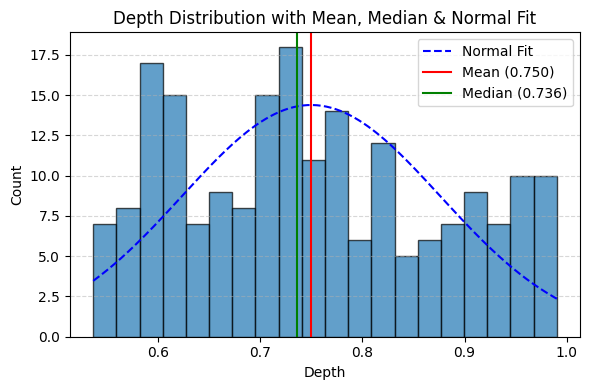 Depth Distribution with Mean, Median & Normal Fit
Normal Fit
Mean (0.750)
Median (0.736)
17.5
15.0
12.5
10.0
7.5
5.0
2.5
0.0
Count
0.6 0.7 0.8 0.9 1.0
Depth